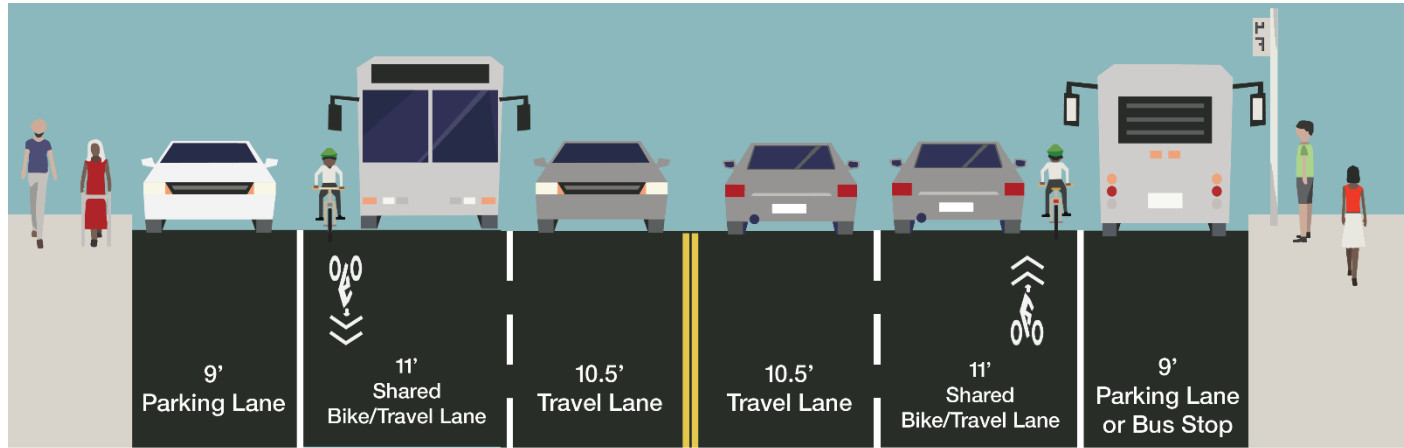 9’
Parking Lane
11’
Shared
Bike/Travel Lane
10.5’
Travel Lane
10.5’
Travel Lane
11’
Shared
Bike/Travel Lane
9’
Parking Lane
or Bus Stop